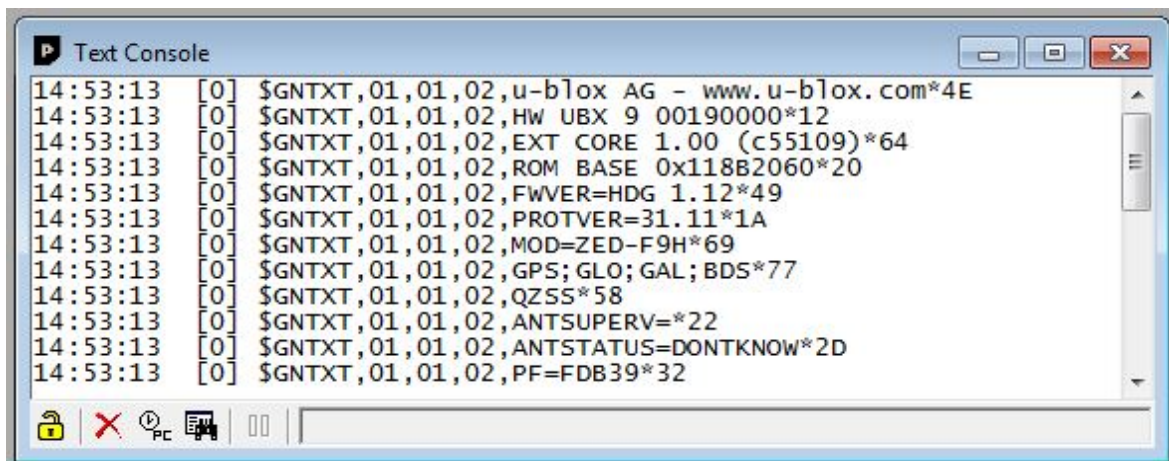 P Text Console
14:53:13 [0] $GNTXT,01,01,02,u-blox AG - www.u-blox.com*4E
14:53:13 [0] $GNTXT,01,01,02,HW UBX 9 00190000*12
14:53:13 [0] $GNTXT,01,01,02,EXT CORE 1.00 (c55109)*64
14:53:13 [0] $GNTXT,01,01,02,ROM BASE 0x118B2060*20
14:53:13 [0] $GNTXT,01,01,02,FWVER=HDG 1.12*49
14:53:13 [0] $GNTXT,01,01,02,PROTVER=31.11*1A
14:53:13 [0] $GNTXT,01,01,02,MOD=ZED-F9H*69
14:53:13 [0] $GNTXT,01,01,02,GPS;GLO;GAL;BDS*77
14:53:13 [0] $GNTXT,01,01,02,QZSS*58
14:53:13 [0] $GNTXT,01,01,02,ANTSUPERV=*22
14:53:13 [0] $GNTXT,01,01,02,ANTSTATUS=DONTKNOW*2D
14:53:13 [0] $GNTXT,01,01,02,PF=FDB39*32
PC